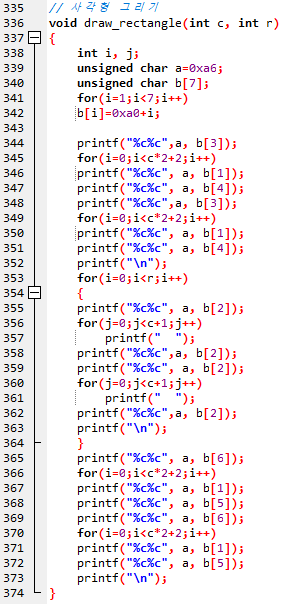 335 // 사각형 그리기
336 void draw_rectangle(int c, int r)
337 {
338 int i, j;
339 unsigned char a=0xa6;
340 unsigned char b[7];
341 for(i=1;i<7;i++)
342 b[i]=0xa0+i;
343
344 printf("%c%c",a, b[3]);
345 for(i=0;i<c*2+2;i++)
346 printf("%c%c", a, b[1]);
347 printf("%c%c", a, b[4]);
348 printf("%c%c",a, b[3]);
349 for(i=0;i<c*2+2;i++)
350 printf("%c%c", a, b[1]);
351 printf("%c%c", a, b[4]);
352 printf("\n");
353 for(i=0;i<r;i++)
354 {
355 printf("%c%c", a, b[2]);
356 for(j=0;j<c+1;j++)
357 printf("  ");
358 printf("%c%c",a, b[2]);
359 printf("%c%c", a, b[2]);
360 for(j=0;j<c+1;j++)
361 printf("  ");
362 printf("%c%c",a, b[2]);
363 printf("\n");
364 }
365 printf("%c%c", a, b[6]);
366 for(i=0;i<c*2+2;i++)
367 printf("%c%c", a, b[1]);
368 printf("%c%c", a, b[5]);
369 printf("%c%c", a, b[6]);
370 for(i=0;i<c*2+2;i++)
371 printf("%c%c", a, b[1]);
372 printf("%c%c", a, b[5]);
373 printf("\n");
374 }